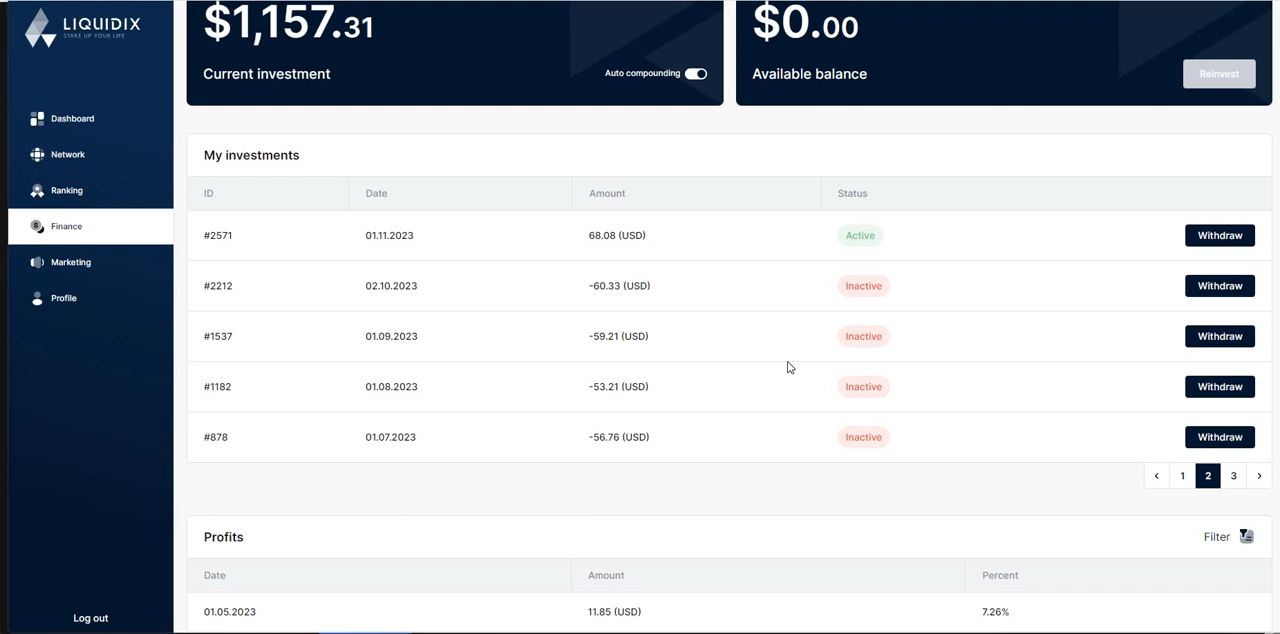 LIQUIDIX
STAKE UP YOUR LIFE
$1,157.31
Current investment
Auto compounding
$0.00
Available balance
Reinvest
Dashboard
Network
Ranking
Finance
Marketing
Profile
Log out
My investments
ID Date Amount Status
#2571 01.11.2023 68.08 (USD) Active Withdraw
#2212 02.10.2023 -60.33 (USD) Inactive Withdraw
#1537 01.09.2023 -59.21 (USD) Inactive Withdraw
#1182 01.08.2023 -53.21 (USD) Inactive Withdraw
#878 01.07.2023 -56.76 (USD) Inactive Withdraw
‹ 1 2 3 ›
Profits
Filter
Date Amount Percent
01.05.2023 11.85 (USD) 7.26%